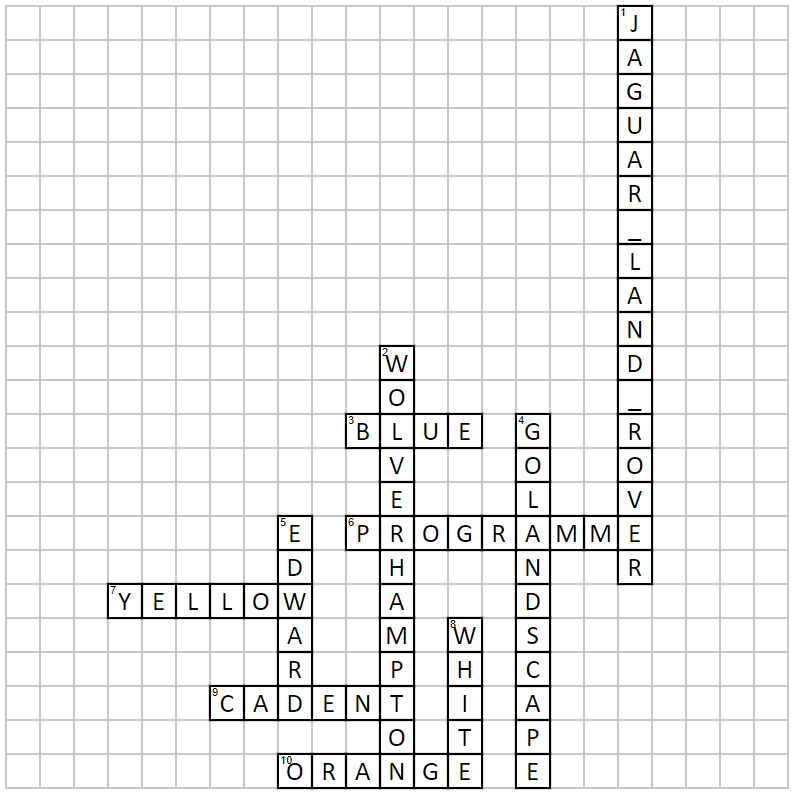 1 JAGUAR_LAND_ROVER
2 WOLVERHAMPTON
3 BLUE
4 GOLANDSCAPE
5 EDWARD
6 PROGRAMME
7 YELLOW
8 WHITE
9 CADENT
10 ORANGE